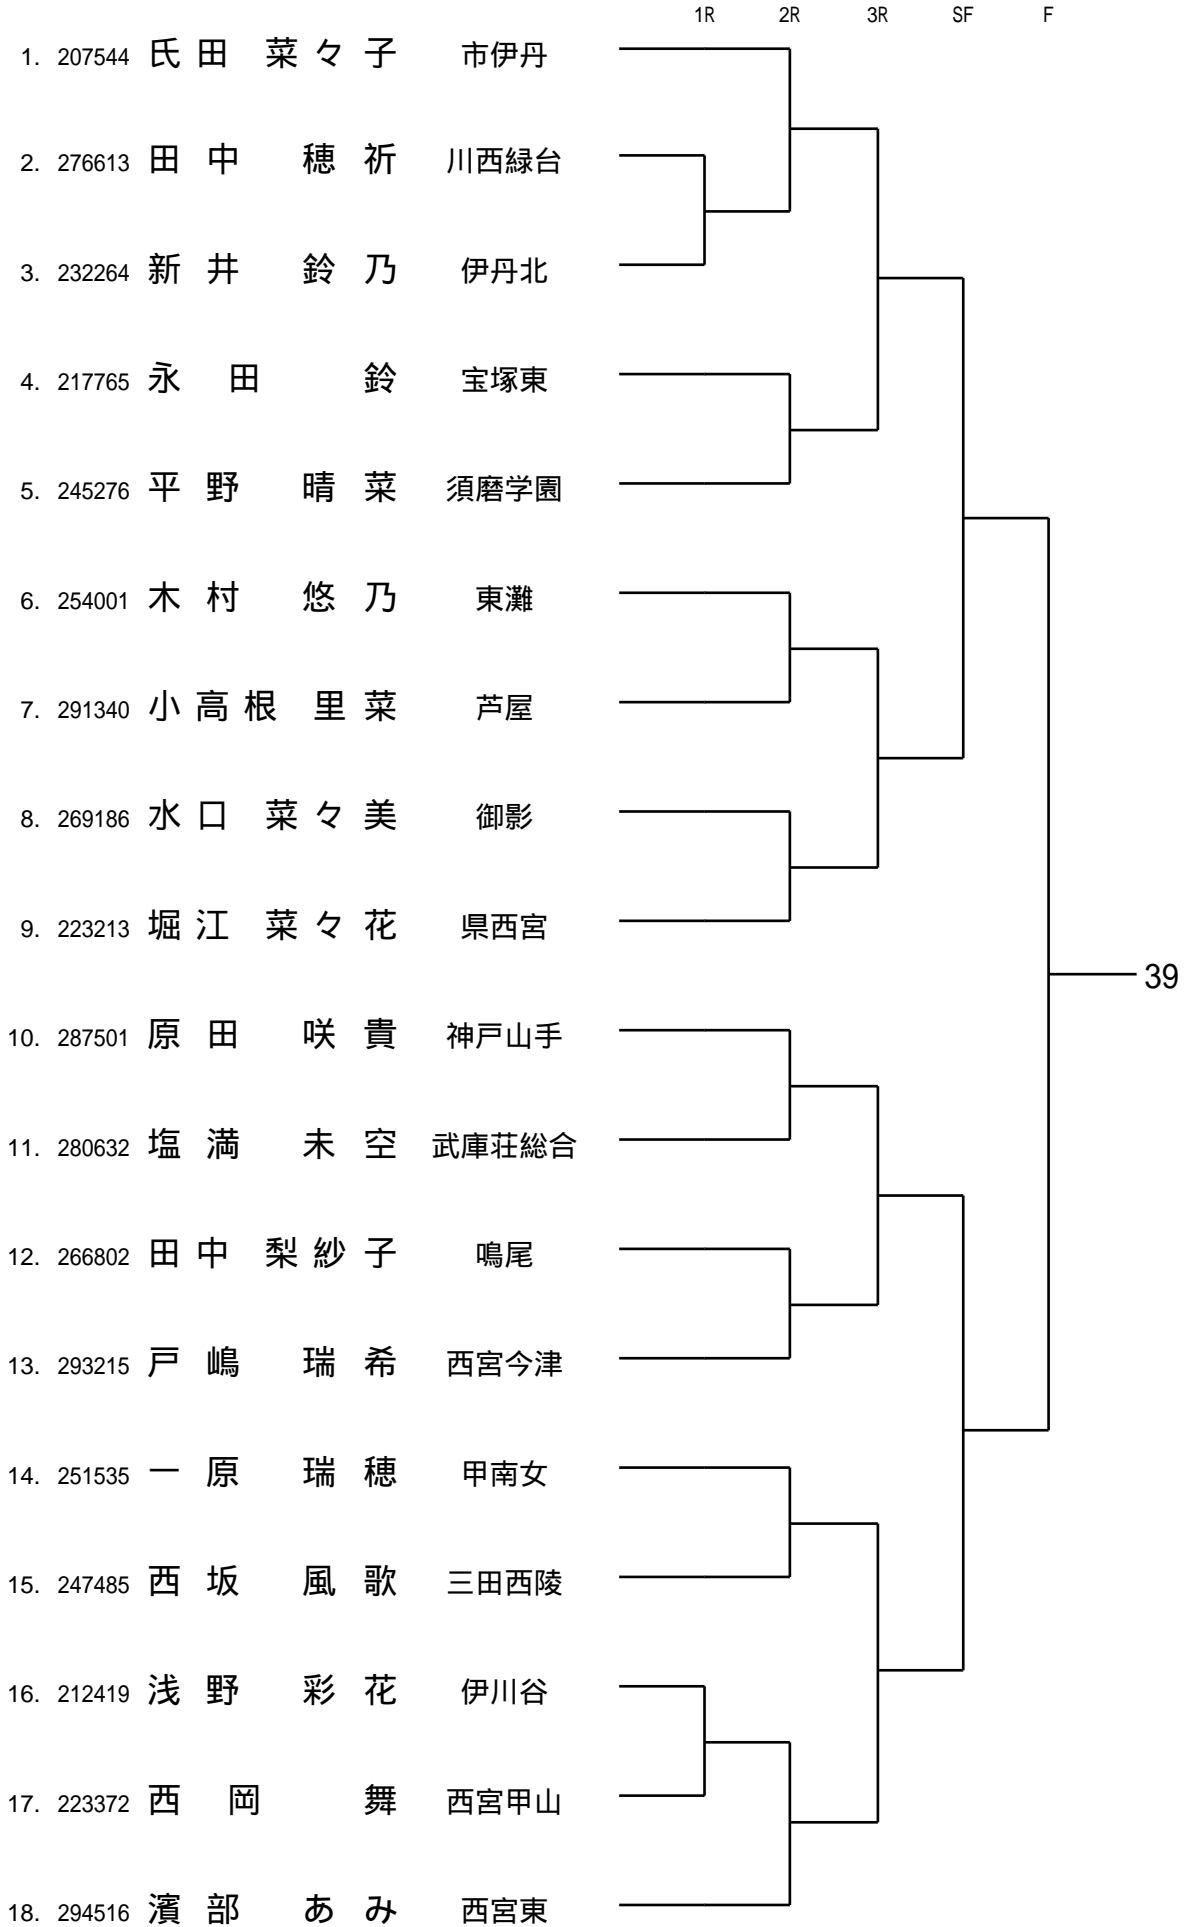 1R 2R 3R SF F
1. 207544 氏田 菜々子 市伊丹
2. 276613 田中 穂祈 川西緑台
3. 232264 新井 鈴乃 伊丹北
4. 217765 永田 鈴 宝塚東
5. 245276 平野 晴菜 須磨学園
6. 254001 木村 悠乃 東灘
7. 291340 小高根 里菜 芦屋
8. 269186 水口 菜々美 御影
9. 223213 堀江 菜々花 県西宮
39
10. 287501 原田 咲貴 神戸山手
11. 280632 塩満 未空 武庫荘総合
12. 266802 田中 梨紗子 鳴尾
13. 293215 戸嶋 瑞希 西宮今津
14. 251535 一原 瑞穂 甲南女
15. 247485 西坂 風歌 三田西陵
16. 212419 浅野 彩花 伊川谷
17. 223372 西岡 舞 西宮甲山
18. 294516 濱部 あみ 西宮東